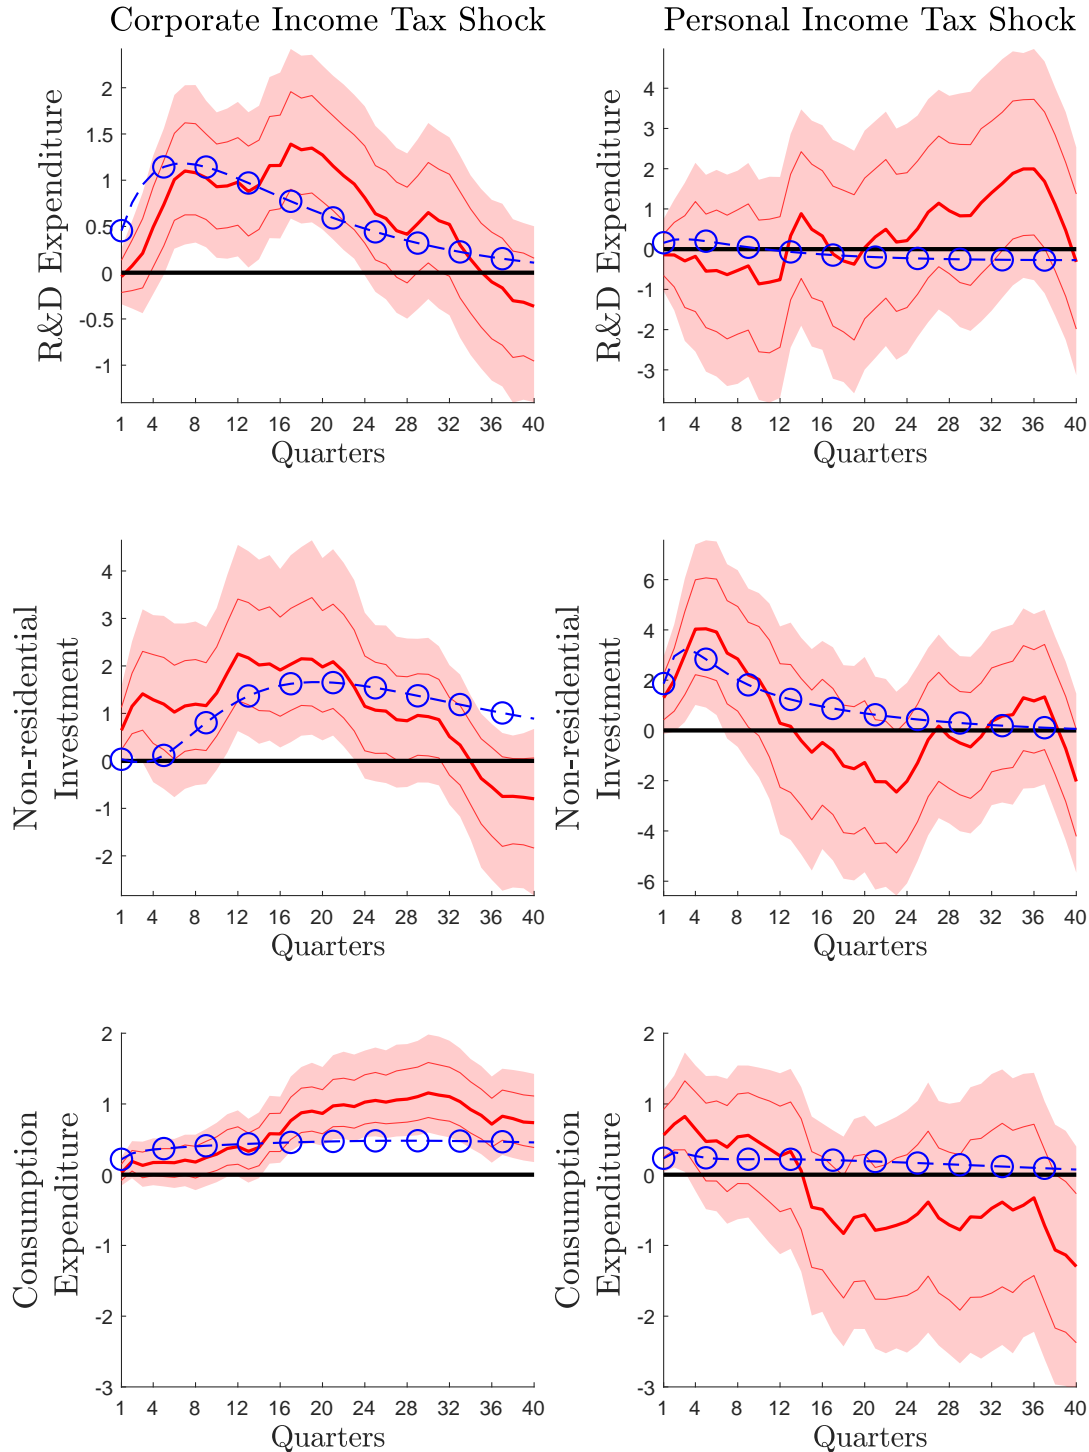 Corporate Income Tax Shock
Personal Income Tax Shock
R&D Expenditure
2
1.5
1
0.5
0
-0.5
-1
1 4 8 12 16 20 24 28 32 36 40
Quarters
R&D Expenditure
4
3
2
1
0
-1
-2
-3
1 4 8 12 16 20 24 28 32 36 40
Quarters
Non-residential
Investment
4
3
2
1
0
-1
-2
1 4 8 12 16 20 24 28 32 36 40
Quarters
Non-residential
Investment
6
4
2
0
-2
-4
-6
1 4 8 12 16 20 24 28 32 36 40
Quarters
Consumption
Expenditure
2
1
0
-1
-2
-3
1 4 8 12 16 20 24 28 32 36 40
Quarters
Consumption
Expenditure
2
1
0
-1
-2
-3
1 4 8 12 16 20 24 28 32 36 40
Quarters